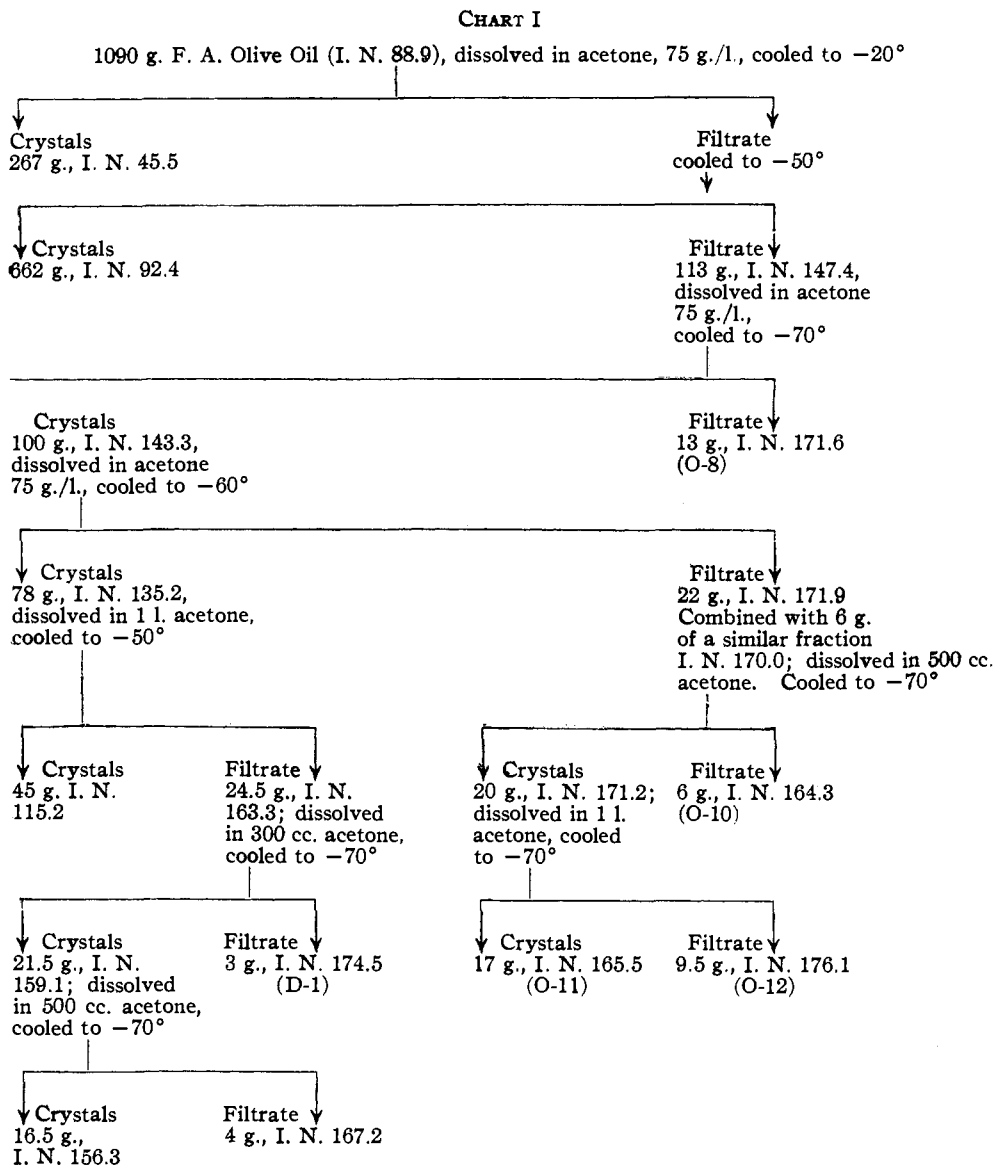 CHART I
1090 g. F. A. Olive Oil (I. N. 88.9), dissolved in acetone, 75 g./l., cooled to −20°
Crystals
267 g., I. N. 45.5
Filtrate
cooled to −50°
Crystals
662 g., I. N. 92.4
Filtrate
113 g., I. N. 147.4,
dissolved in acetone
75 g./l.,
cooled to −70°
Crystals
100 g., I. N. 143.3,
dissolved in acetone
75 g./l., cooled to −60°
Filtrate
13 g., I. N. 171.6
(O-8)
Crystals
78 g., I. N. 135.2,
dissolved in 1 l. acetone,
cooled to −50°
Filtrate
22 g., I. N. 171.9
Combined with 6 g.
of a similar fraction
I. N. 170.0; dissolved in 500 cc.
acetone. Cooled to −70°
Crystals
45 g. I. N.
115.2
Filtrate
24.5 g., I. N.
163.3; dissolved
in 300 cc. acetone,
cooled to −70°
Crystals
20 g., I. N. 171.2;
dissolved in 1 l.
acetone, cooled
to −70°
Filtrate
6 g., I. N. 164.3
(O-10)
Crystals
21.5 g., I. N.
159.1; dissolved
in 500 cc. acetone,
cooled to −70°
Filtrate
3 g., I. N. 174.5
(D-1)
Crystals
17 g., I. N. 165.5
(O-11)
Filtrate
9.5 g., I. N. 176.1
(O-12)
Crystals
16.5 g.,
I. N. 156.3
Filtrate
4 g., I. N. 167.2